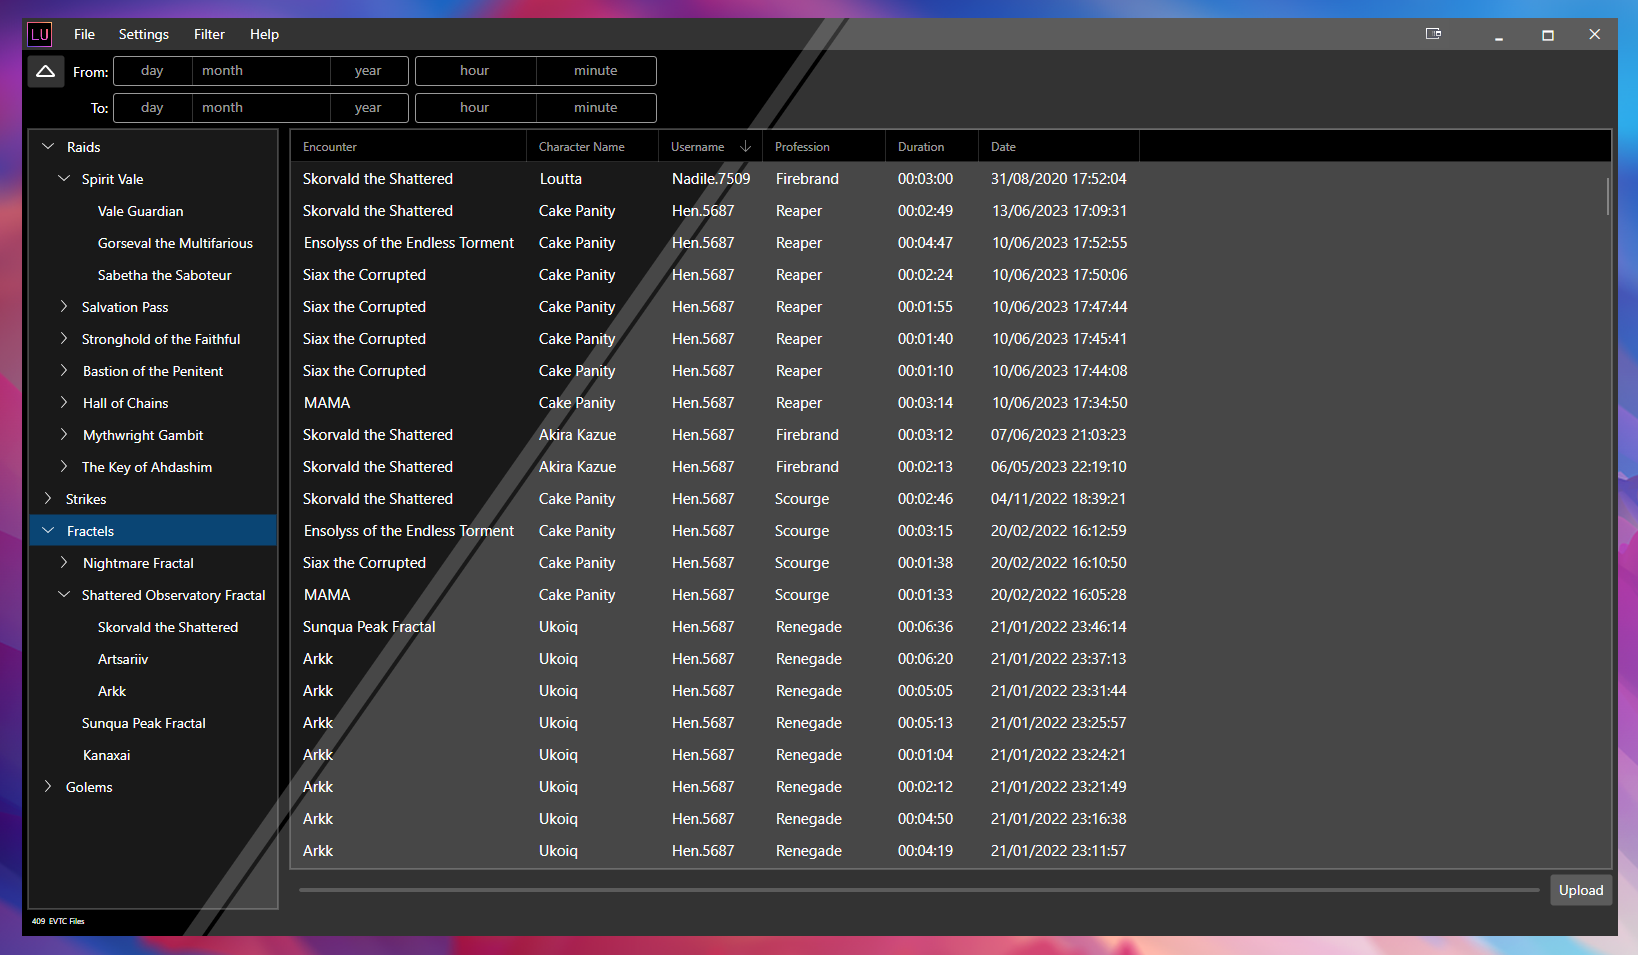 LU File Settings Filter Help
From: day month year hour minute
To: day month year hour minute
Raids
Spirit Vale
Vale Guardian
Gorseval the Multifarious
Sabetha the Saboteur
Salvation Pass
Stronghold of the Faithful
Bastion of the Penitent
Hall of Chains
Mythwright Gambit
The Key of Ahdashim
Strikes
Fractels
Nightmare Fractal
Shattered Observatory Fractal
Skorvald the Shattered
Artsariiv
Arkk
Sunqua Peak Fractal
Kanaxai
Golems
Encounter Character Name Username Profession Duration Date
Skorvald the Shattered Loutta Nadile.7509 Firebrand 00:03:00 31/08/2020 17:52:04
Skorvald the Shattered Cake Panity Hen.5687 Reaper 00:02:49 13/06/2023 17:09:31
Ensolyss of the Endless Torment Cake Panity Hen.5687 Reaper 00:04:47 10/06/2023 17:52:55
Siax the Corrupted Cake Panity Hen.5687 Reaper 00:02:24 10/06/2023 17:50:06
Siax the Corrupted Cake Panity Hen.5687 Reaper 00:01:55 10/06/2023 17:47:44
Siax the Corrupted Cake Panity Hen.5687 Reaper 00:01:40 10/06/2023 17:45:41
Siax the Corrupted Cake Panity Hen.5687 Reaper 00:01:10 10/06/2023 17:44:08
MAMA Cake Panity Hen.5687 Reaper 00:03:14 10/06/2023 17:34:50
Skorvald the Shattered Akira Kazue Hen.5687 Firebrand 00:03:12 07/06/2023 21:03:23
Skorvald the Shattered Akira Kazue Hen.5687 Firebrand 00:02:13 06/05/2023 22:19:10
Skorvald the Shattered Cake Panity Hen.5687 Scourge 00:02:46 04/11/2022 18:39:21
Ensolyss of the Endless Torment Cake Panity Hen.5687 Scourge 00:03:15 20/02/2022 16:12:59
Siax the Corrupted Cake Panity Hen.5687 Scourge 00:01:38 20/02/2022 16:10:50
MAMA Cake Panity Hen.5687 Scourge 00:01:33 20/02/2022 16:05:28
Sunqua Peak Fractal Ukoiq Hen.5687 Renegade 00:06:36 21/01/2022 23:46:14
Arkk Ukoiq Hen.5687 Renegade 00:06:20 21/01/2022 23:37:13
Arkk Ukoiq Hen.5687 Renegade 00:05:05 21/01/2022 23:31:44
Arkk Ukoiq Hen.5687 Renegade 00:05:13 21/01/2022 23:25:57
Arkk Ukoiq Hen.5687 Renegade 00:01:04 21/01/2022 23:24:21
Arkk Ukoiq Hen.5687 Renegade 00:02:12 21/01/2022 23:21:49
Arkk Ukoiq Hen.5687 Renegade 00:04:50 21/01/2022 23:16:38
Arkk Ukoiq Hen.5687 Renegade 00:04:19 21/01/2022 23:11:57
Upload
409 EVTC Files